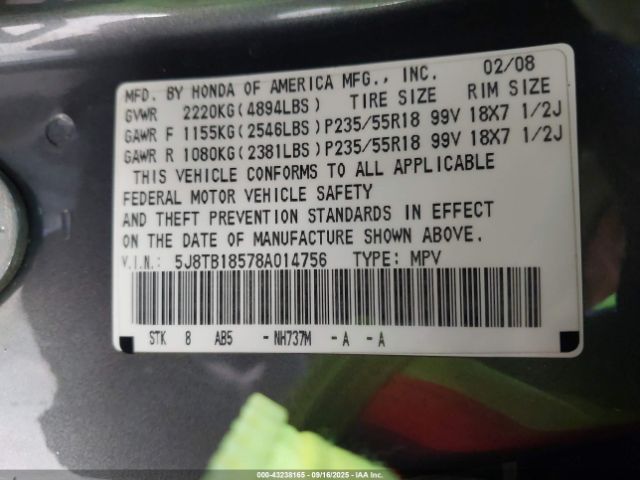 MFD. BY HONDA OF AMERICA MFG., INC. 02/08
GVWR 2220KG(4894LBS) TIRE SIZE RIM SIZE
GAWR F 1155KG(2546LBS)P235/55R18 99V 18X7 1/2J
GAWR R 1080KG(2381LBS)P235/55R18 99V 18X7 1/2J
THIS VEHICLE CONFORMS TO ALL APPLICABLE
FEDERAL MOTOR VEHICLE SAFETY
AND THEFT PREVENTION STANDARDS IN EFFECT
ON THE DATE OF MANUFACTURE SHOWN ABOVE.
V.I.N.: 5J8TB18578A014756 TYPE: MPV
STK 8 AB5 -NH737M -A -A
000-43238165 - 09/16/2025 - IAA Inc.